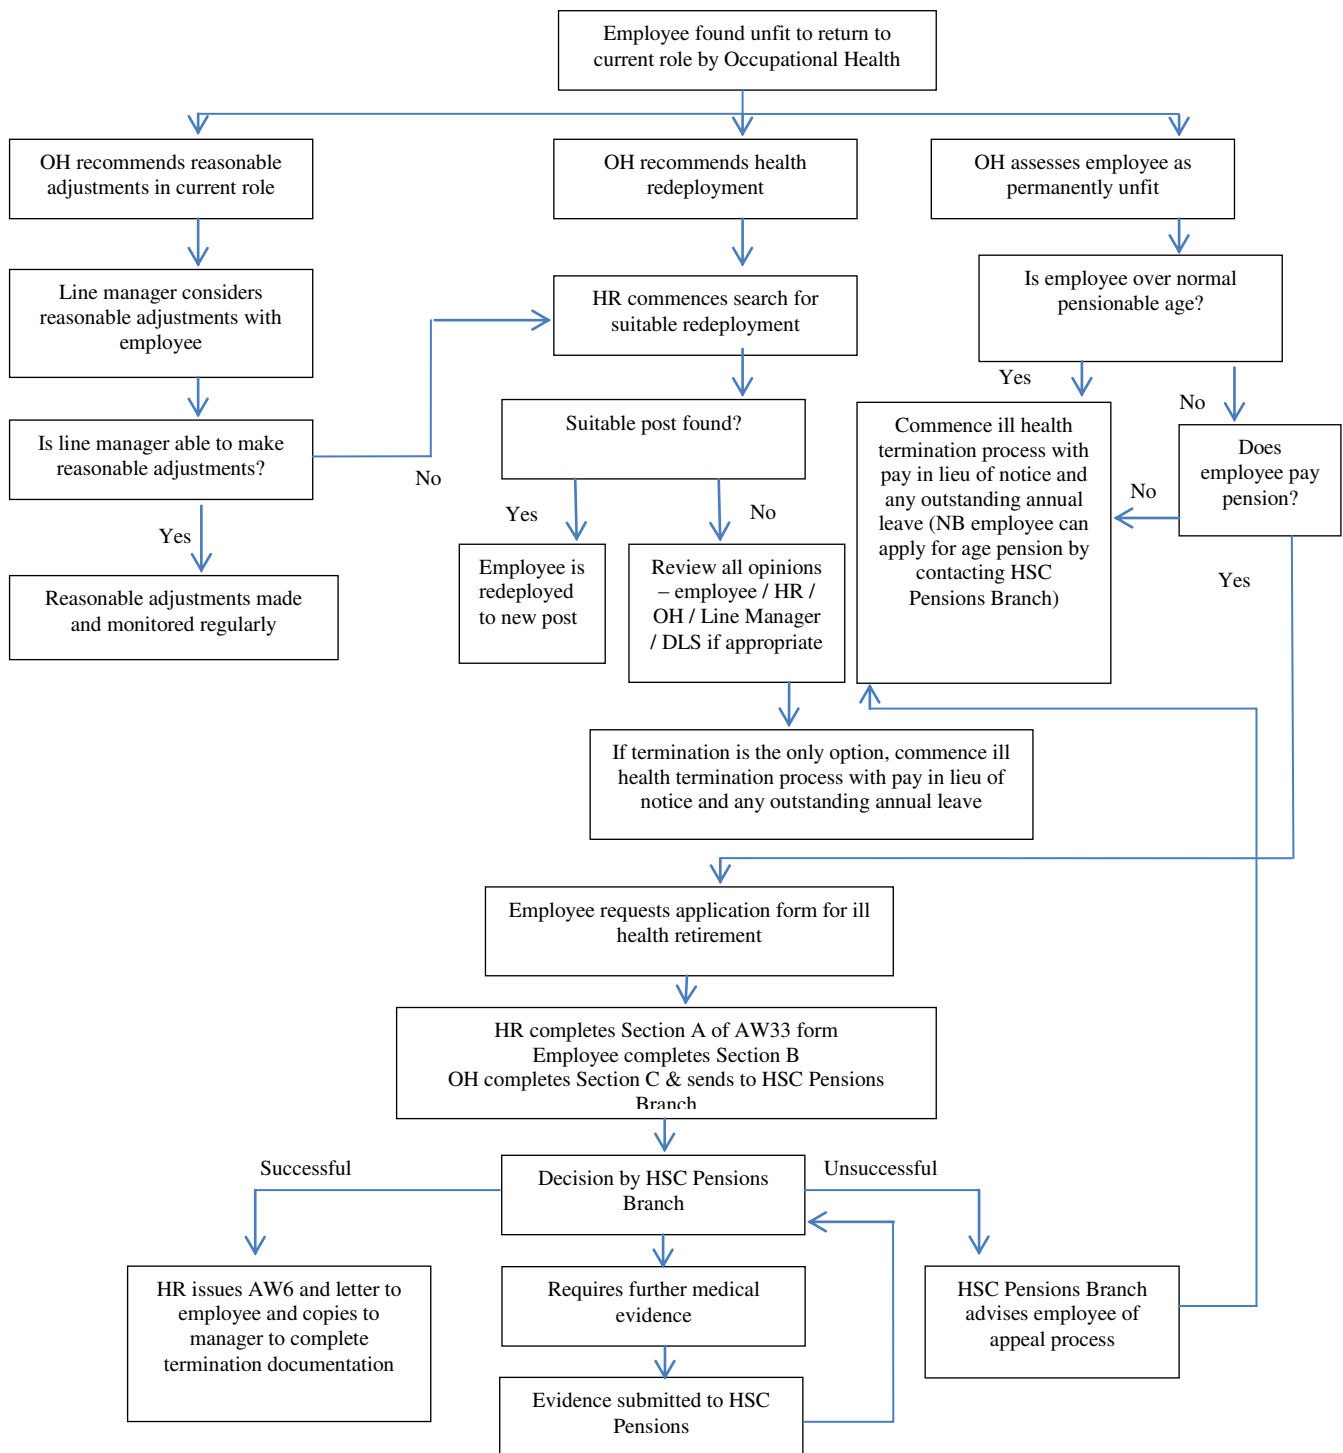 Employee found unfit to return to
current role by Occupational Health
OH recommends reasonable
adjustments in current role
OH recommends health
redeployment
OH assesses employee as
permanently unfit
Line manager considers
reasonable adjustments with
employee
HR commences search for
suitable redeployment
Is employee over normal
pensionable age?
Yes
No
Is line manager able to make
reasonable adjustments?
No
Suitable post found?
Commence ill health
termination process with
pay in lieu of notice and
any outstanding annual
leave (NB employee can
apply for age pension by
contacting HSC
Pensions Branch)
Does
employee pay
pension?
No
Yes
Yes
Yes
No
Reasonable adjustments made
and monitored regularly
Employee is
redeployed
to new post
Review all opinions
– employee / HR /
OH / Line Manager
/ DLS if appropriate
If termination is the only option, commence ill
health termination process with pay in lieu of
notice and any outstanding annual leave
Employee requests application form for ill
health retirement
HR completes Section A of AW33 form
Employee completes Section B
OH completes Section C & sends to HSC Pensions
Branch
Successful
Decision by HSC Pensions
Branch
Unsuccessful
HR issues AW6 and letter to
employee and copies to
manager to complete
termination documentation
Requires further medical
evidence
HSC Pensions Branch
advises employee of
appeal process
Evidence submitted to HSC
Pensions